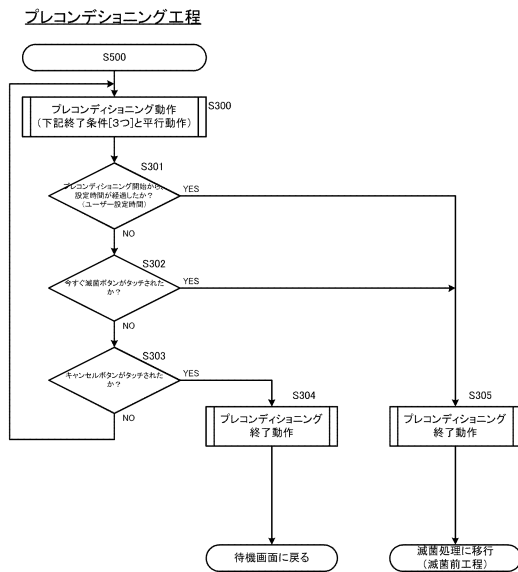 プレコンデショニング工程
S500
プレコンディショニング動作
(下記終了条件[3つ]と平行動作)
S300
S301
プレコンディショニング開始から、
設定時間が経過したか？
(ユーザー設定時間)
YES
NO
S302
今すぐ滅菌ボタンがタッチされた
か？
YES
NO
S303
キャンセルボタンがタッチされた
か？
YES
NO
S304
プレコンディショニング
終了動作
S305
プレコンディショニング
終了動作
待機画面に戻る
滅菌処理に移行
(滅菌前工程)